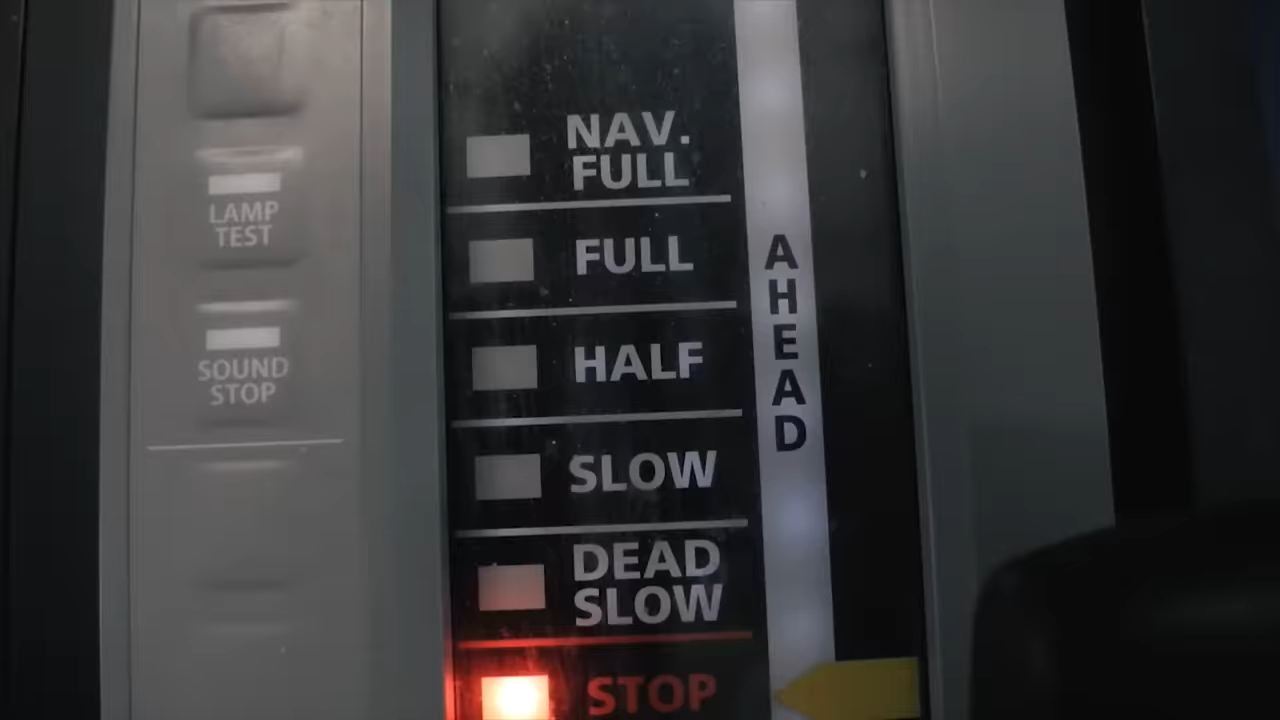 LAMP
TEST
SOUND
STOP
NAV.
FULL
FULL
HALF
SLOW
DEAD
SLOW
STOP
AHEAD